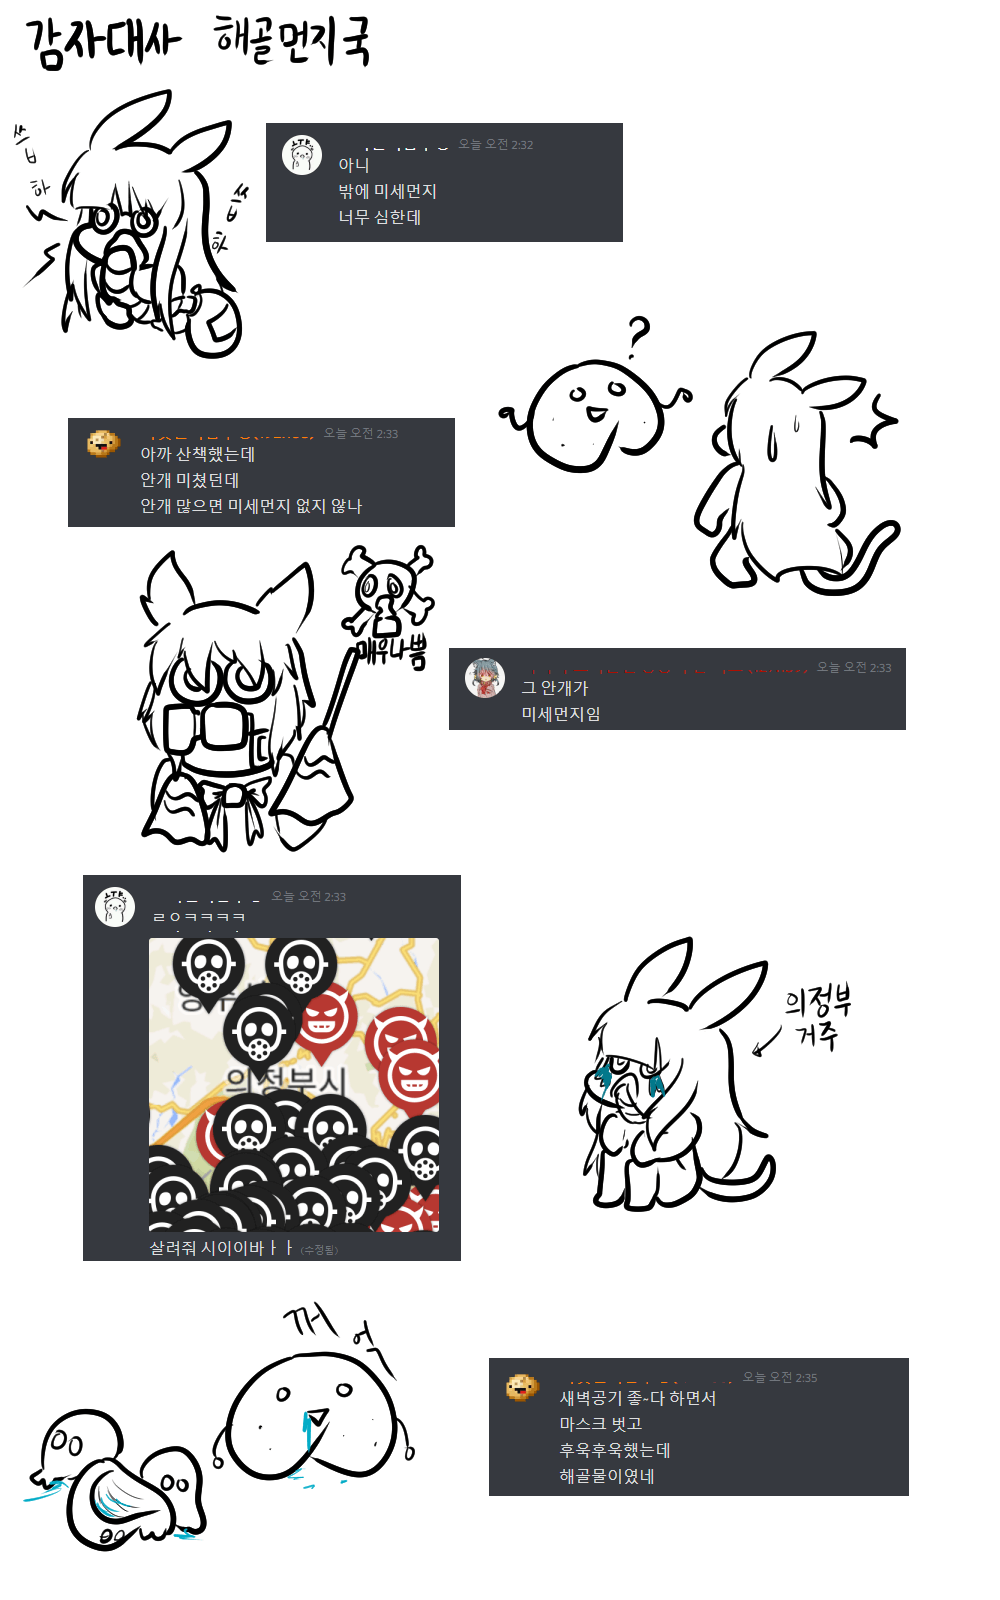 감자대사 해골먼지국
쓰읍
하
쓰읍
하
오늘 오전 2:32
아니
밖에 미세먼지
너무 심한데
?
오늘 오전 2:33
아까 산책했는데
안개 미쳤던데
안개 많으면 미세먼지 없지 않나
매우나쁨
오늘 오전 2:33
그 안개가
미세먼지임
오늘 오전 2:33
ㄹㅇㅋㅋㅋㅋ
의정부시
살려줘 시이이바ㅏㅏ (수정됨)
의정부
거주
꺼억
오늘 오전 2:35
새벽공기 좋~다 하면서
마스크 벗고
후욱후욱했는데
해골물이였네